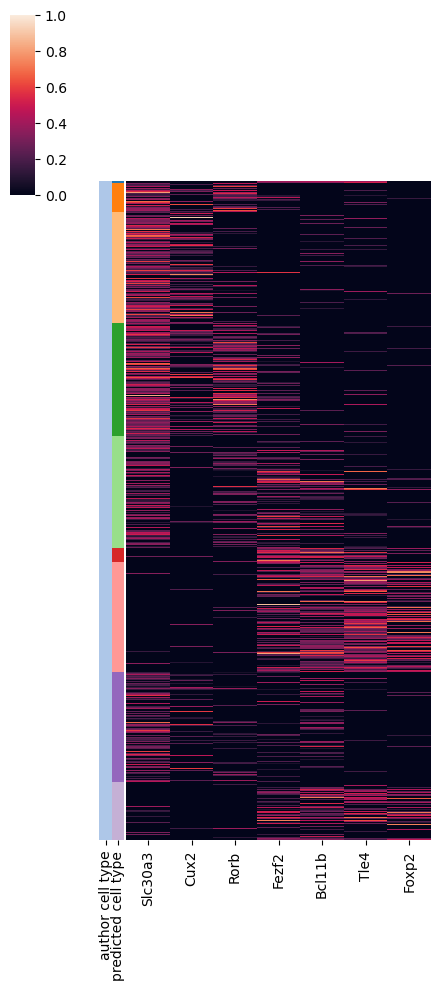 1.0
0.8
0.6
0.4
0.2
0.0
author cell type
predicted cell type
Slc30a3
Cux2
Rorb
Fezf2
Bcl11b
Tle4
Foxp2